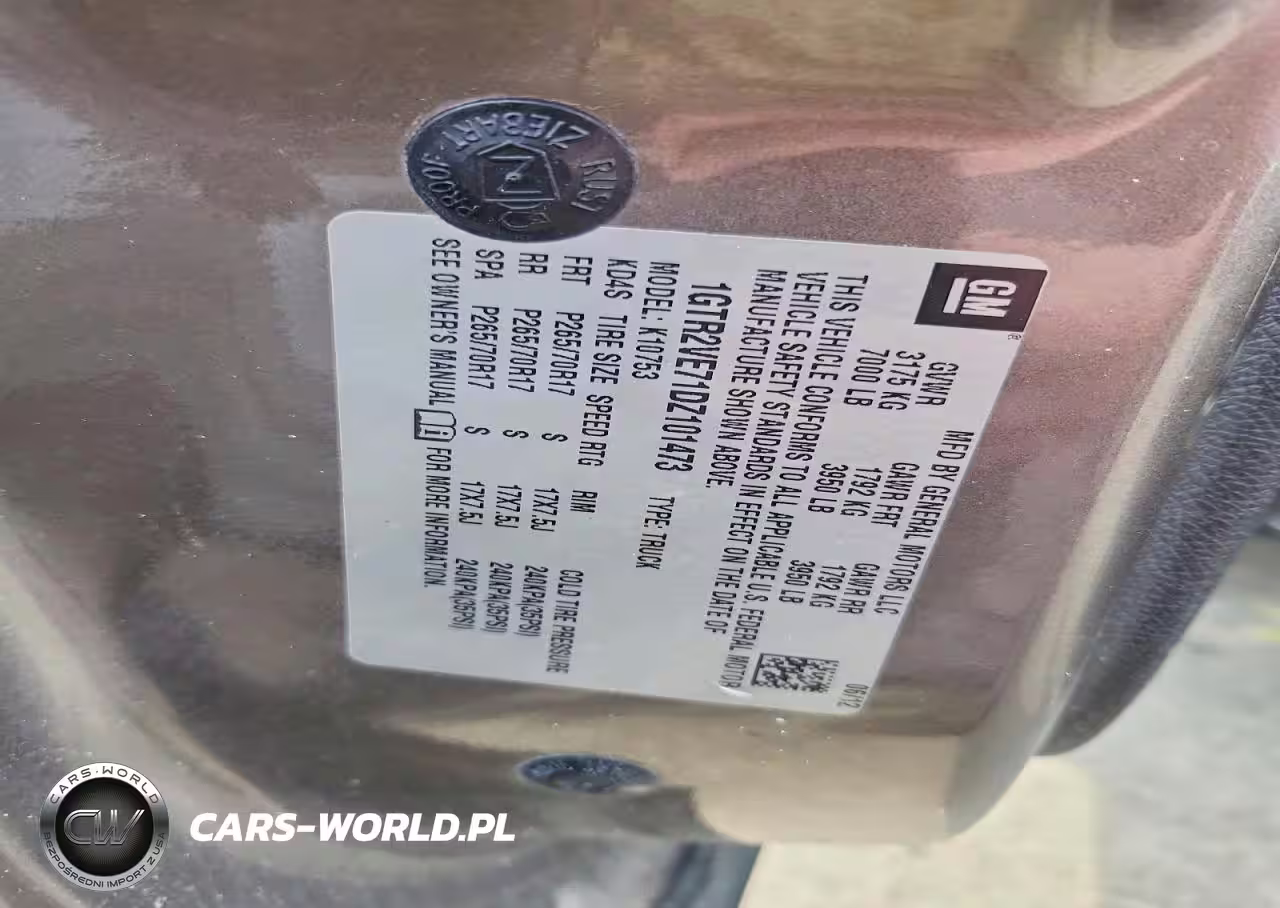 GM
®
MFD BY GENERAL MOTORS LLC
06/12
GVWR GAWR FRT GAWR RR
3175 KG 1792 KG 1792 KG
7000 LB 3950 LB 3950 LB
THIS VEHICLE CONFORMS TO ALL APPLICABLE U.S. FEDERAL MOTOR
VEHICLE SAFETY STANDARDS IN EFFECT ON THE DATE OF
MANUFACTURE SHOWN ABOVE.
1GTR2VE71DZ101473 TYPE: TRUCK
MODEL: K10753
KD4S TIRE SIZE SPEED RTG RIM COLD TIRE PRESSURE
FRT P265/70R17 S 17X7.5J 240KPA(35PSI)
RR P265/70R17 S 17X7.5J 240KPA(35PSI)
SPA P265/70R17 S 17X7.5J 240KPA(35PSI)
SEE OWNER'S MANUAL FOR MORE INFORMATION.
ZIEBART
RUST
PROOF
CARS-WORLD
CW
BEZPOŚREDNI IMPORT Z USA
CARS-WORLD.PL